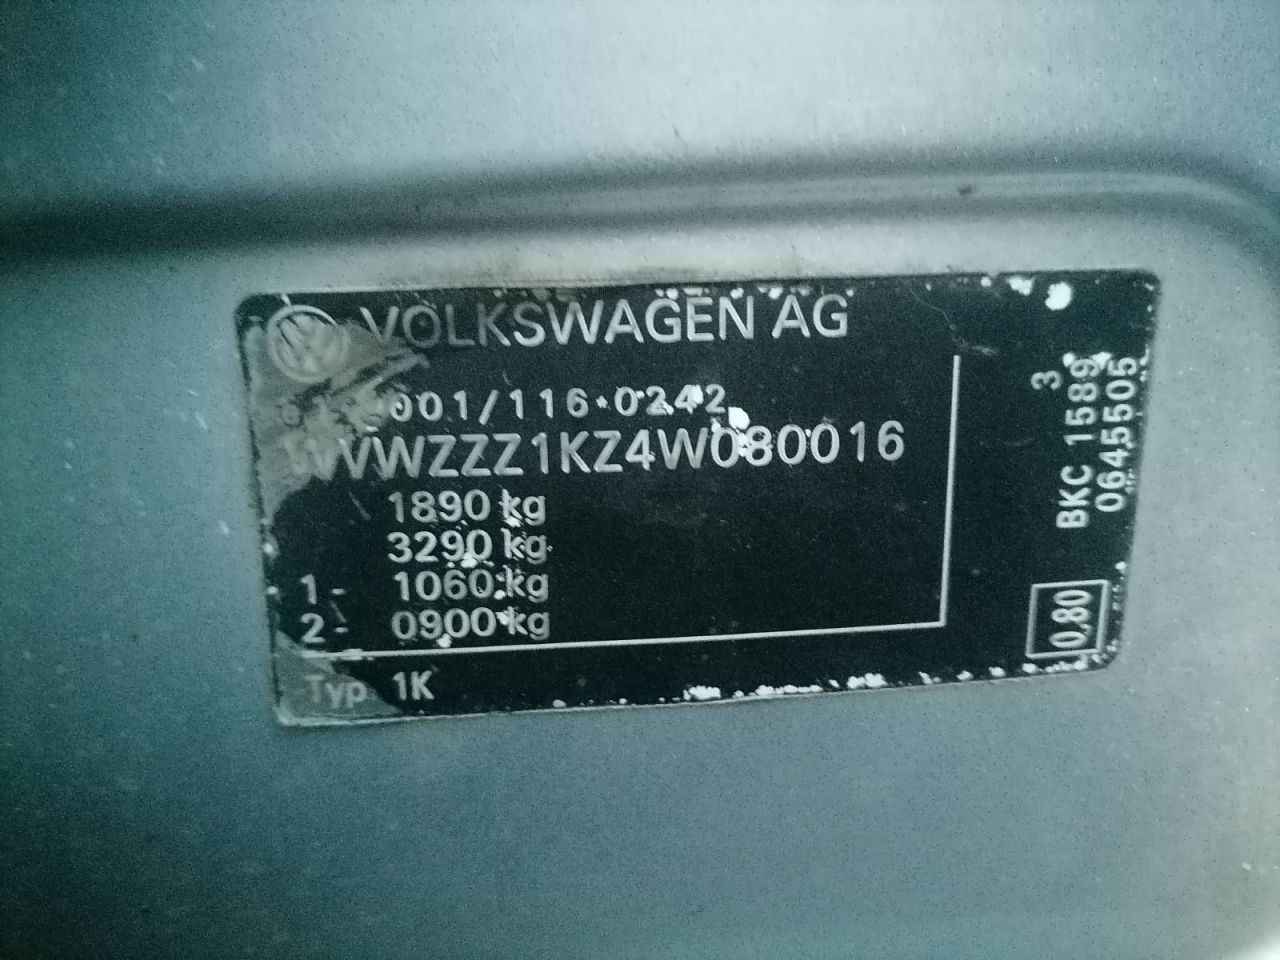 VOLKSWAGEN AG
001/116*0242
WVWZZZ1KZ4W080016
1890 kg
3290 kg
1- 1060 kg
2- 0900 kg
Typ 1K
3
BKC 1589
0645505
0,80